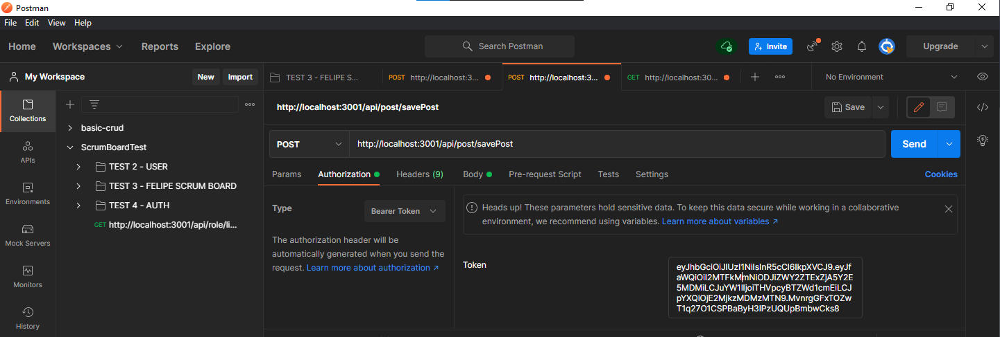 Postman
File Edit View Help
Home Workspaces Reports Explore Search Postman Invite Upgrade
My Workspace New Import
TEST 3 - FELIPE S... POST http://localhost:3... POST http://localhost:3... GET http://localhost:30... No Environment
Collections
APIs
Environments
Mock Servers
Monitors
History
basic-crud
ScrumBoardTest
TEST 2 - USER
TEST 3 - FELIPE SCRUM BOARD
TEST 4 - AUTH
GET http://localhost:3001/api/role/li...
http://localhost:3001/api/post/savePost Save
POST http://localhost:3001/api/post/savePost Send
Params Authorization Headers (9) Body Pre-request Script Tests Settings Cookies
Type Bearer Token
The authorization header will be
automatically generated when you send the
request. Learn more about authorization
Heads up! These parameters hold sensitive data. To keep this data secure while working in a collaborative
environment, we recommend using variables. Learn more about variables
Token
eyJhbGciOiJIUzI1NiIsInR5cCI6IkpXVCJ9.eyJf
aWQiOiI2MTFkMmNiODJiZWY2ZTExZjA5Y2E
5MDMiLCJuYW1lIjoiTHVpcyBTZWd1cmEiLCJ
pYXQiOjE2MjkzMDMzMTN9.MvnrgGFxTOZw
T1q27O1CSPBaByH3IPzUQUpBmbwCks8